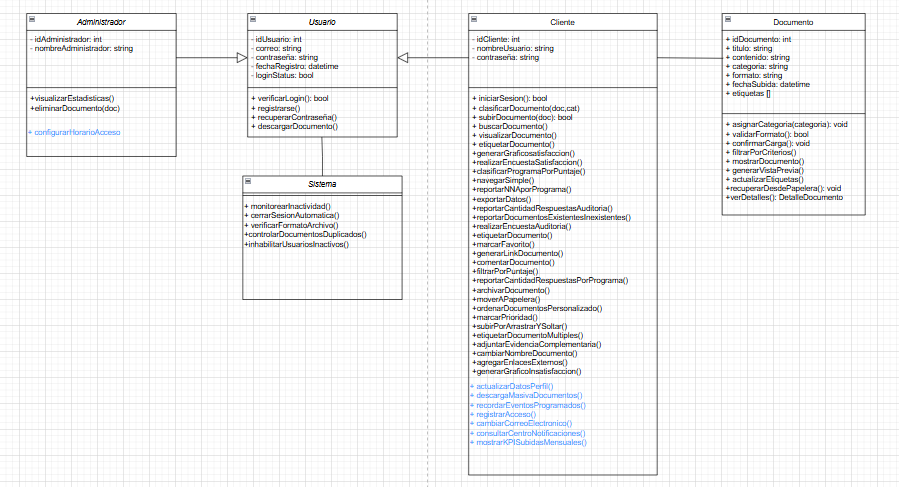 Administrador
- idAdministrador: int
- nombreAdministrador: string
+visualizarEstadisticas()
+eliminarDocumento(doc)
+ configurarHorarioAcceso
Usuario
- idUsuario: int
- correo: string
- contraseña: string
- fechaRegistro: datetime
- loginStatus: bool
+ verificarLogin(): bool
+ registrarse()
+ recuperarContraseña()
+ descargarDocumento()
Sistema
+ monitorearInactividad()
+ cerrarSesionAutomatica()
+ verificarFormatoArchivo()
+controlarDocumentosDuplicados()
+inhabilitarUsuariosInactivos()
Cliente
- idCliente: int
- nombreUsuario: string
- contraseña: string
+ iniciarSesion(): bool
+ clasificarDocumento(doc,cat)
+ subirDocumento(doc): bool
+ buscarDocumento()
+ visualizarDocumento()
+ etiquetarDocumento()
+generarGraficosatisfaccion()
+realizarEncuestaSatisfaccion()
+clasificarProgramaPorPuntaje()
+navegarSimple()
+reportarNNAporPrograma()
+exportarDatos()
+reportarCantidadRespuestasAuditoria()
+reportarDocumentosExistentesInexistentes()
+realizarEncuestaAuditoria()
+etiquetarDocumento()
+marcarFavorito()
+generarLinkDocumento()
+comentarDocumento()
+filtrarPorPuntaje()
+reportarCantidadRespuestasPorPrograma()
+archivarDocumento()
+moverAPapelera()
+ordenarDocumentosPersonalizado()
+marcarPrioridad()
+subirPorArrastrarYSoltar()
+etiquetarDocumentoMultiples()
+adjuntarEvidenciaComplementaria()
+cambiarNombreDocumento()
+agregarEnlacesExternos()
+generarGraficoInsatisfaccion()
+ actualizarDatosPerfil()
+ descargaMasivaDocumentos()
+ recordarEventosProgramados()
+ registrarAcceso()
+ cambiarCorreoElectronico()
+ consultarCentroNotificaciones()
+ mostrarKPISubidasMensuales()
Documento
+ idDocumento: int
+ titulo: string
+ contenido: string
+ categoria: string
+ formato: string
+ fechaSubida: datetime
+ etiquetas []
+ asignarCategoria(categoria): void
+ validarFormato(): bool
+ confirmarCarga(): void
+ filtrarPorCriterios()
+ mostrarDocumento()
+ generarVistaPrevia()
+ actualizarEtiquetas()
+recuperarDesdePapelera(): void
+verDetalles(): DetalleDocumento